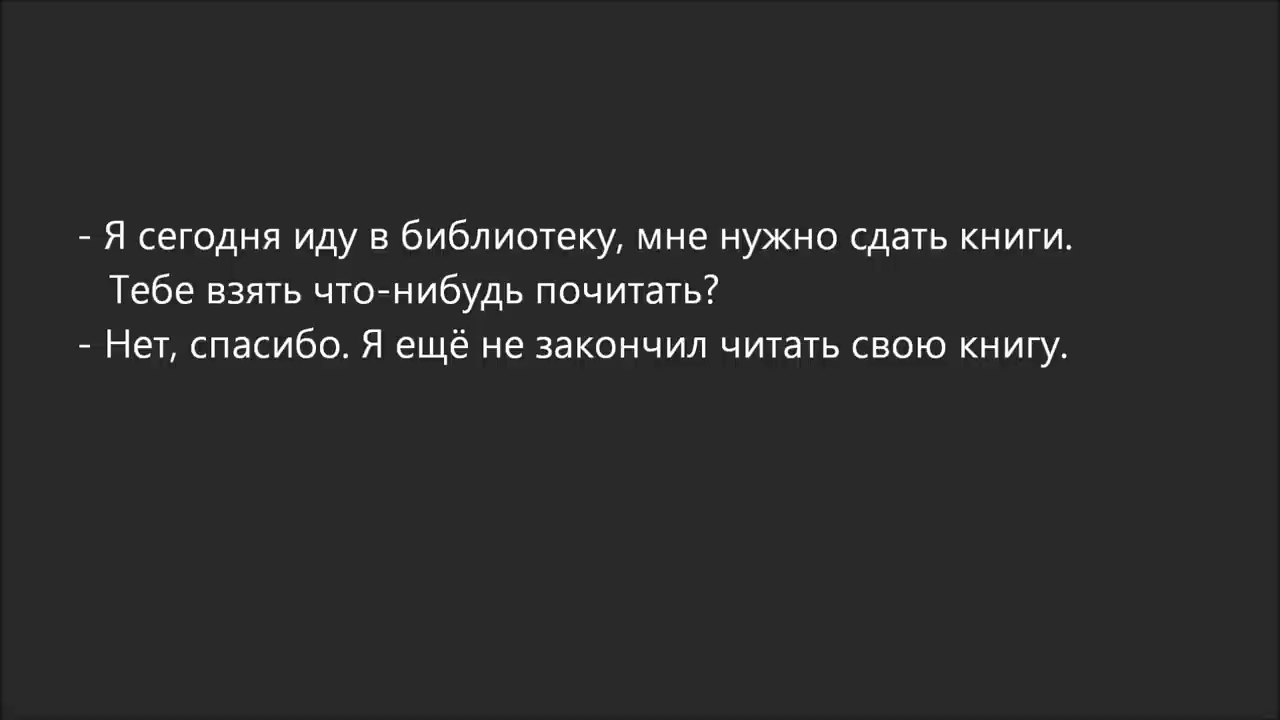 - Я сегодня иду в библиотеку, мне нужно сдать книги.
Тебе взять что-нибудь почитать?
- Нет, спасибо. Я ещё не закончил читать свою книгу.